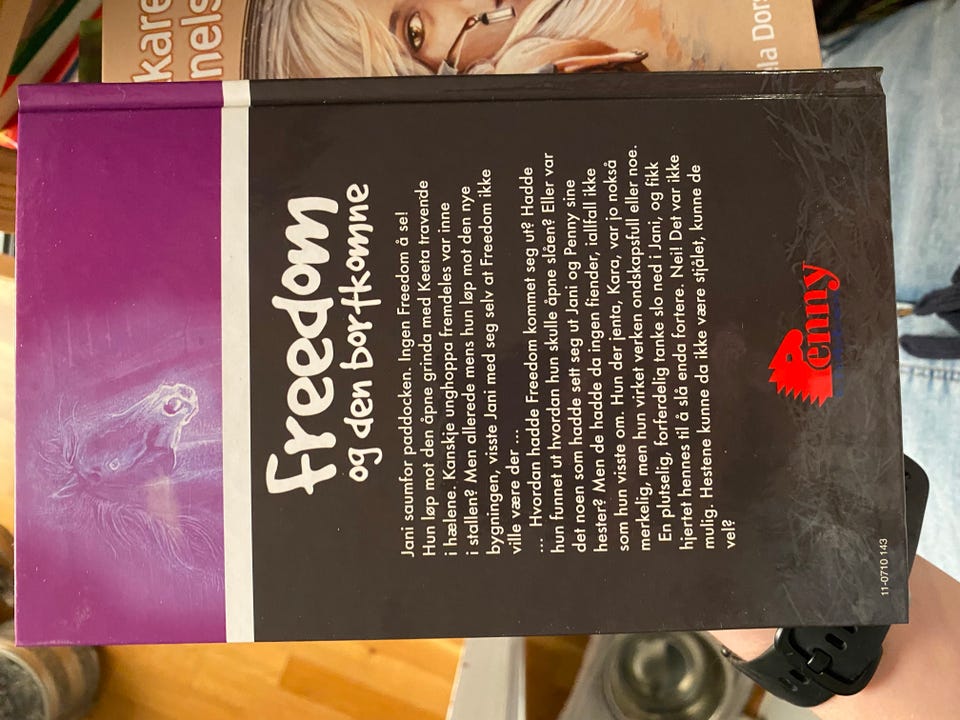 kare
nels
la Dors
Freedom
og den bortkomne
Jani saumfor paddocken. Ingen Freedom å se!
Hun løp mot den åpne grinda med Keeta travende
i hælene. Kanskje unghoppa fremdeles var inne
i stallen? Men allerede mens hun løp mot den nye
bygningen, visste Jani med seg selv at Freedom ikke
ville være der ...
... Hvordan hadde Freedom kommet seg ut? Hadde
hun funnet ut hvordan hun skulle åpne slåen? Eller var
det noen som hadde sett seg ut Jani og Penny sine
hester? Men de hadde da ingen fiender, iallfall ikke
som hun visste om. Hun der jenta, Kara, var jo nokså
merkelig, men hun virket verken ondskapsfull eller noe.
En plutselig, forferdelig tanke slo ned i Jani, og fikk
hjertet hennes til å slå enda fortere. Nei! Det var ikke
mulig. Hestene kunne da ikke være stjålet, kunne de
vel?
Penny
11-0710 143